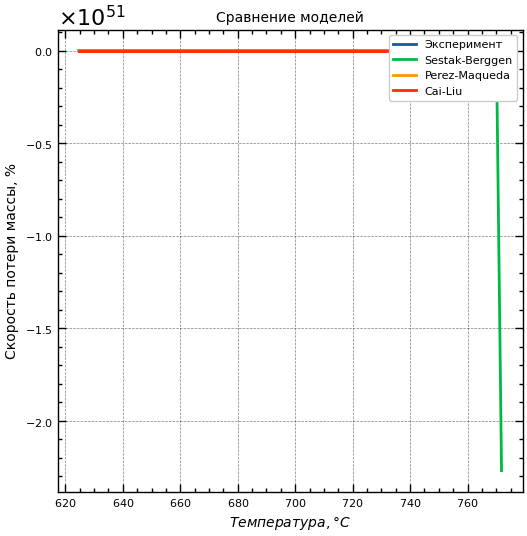 Сравнение моделей
×10^51
0.0
−0.5
−1.0
−1.5
−2.0
Скорость потери массы, %
Эксперимент
Sestak-Berggen
Perez-Maqueda
Cai-Liu
620 640 660 680 700 720 740 760
Температура, °C